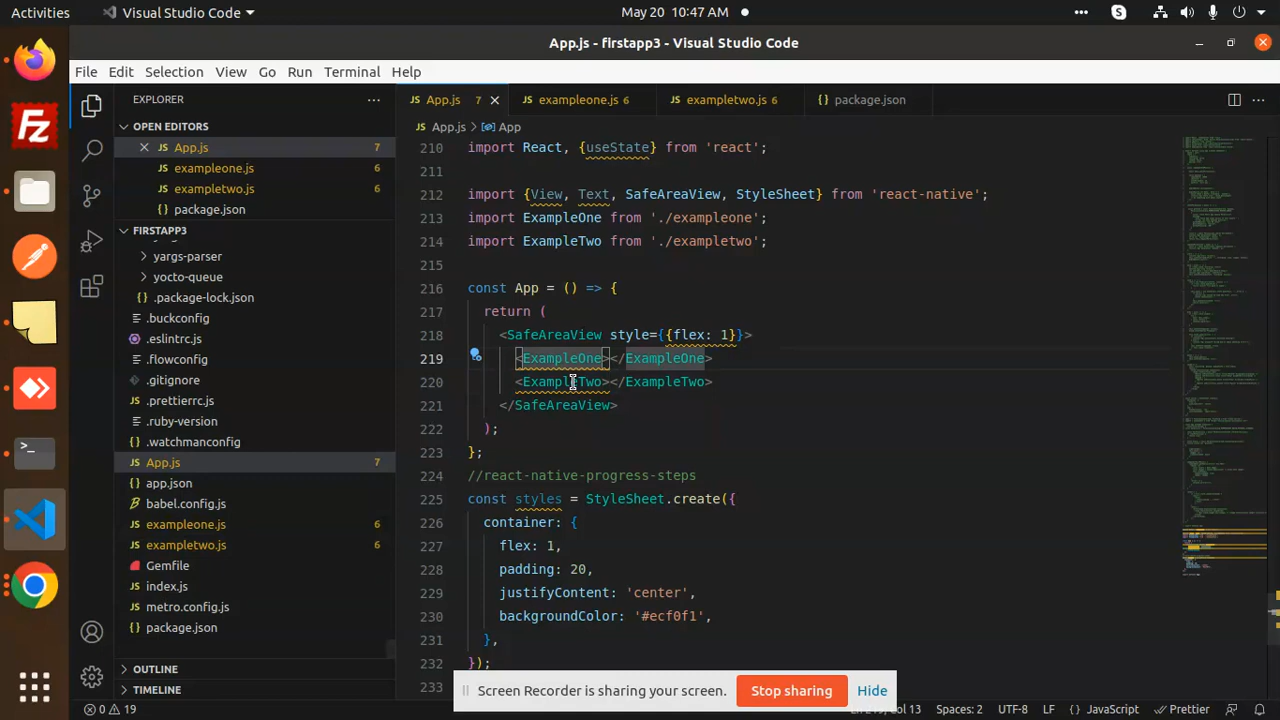 Activities
Visual Studio Code
May 20 10:47 AM
App.js - firstapp3 - Visual Studio Code
File Edit Selection View Go Run Terminal Help
EXPLORER
OPEN EDITORS
App.js 7
exampleone.js 6
exampletwo.js 6
package.json
FIRSTAPP3
yargs-parser
yocto-queue
.package-lock.json
.buckconfig
.eslintrc.js
.flowconfig
.gitignore
.prettierrc.js
.ruby-version
.watchmanconfig
App.js 7
app.json
babel.config.js
exampleone.js 6
exampletwo.js 6
Gemfile
index.js
metro.config.js
package.json
OUTLINE
TIMELINE
App.js 7 exampleone.js 6 exampletwo.js 6 package.json
App.js > App
210 import React, {useState} from 'react';
211
212 import {View, Text, SafeAreaView, StyleSheet} from 'react-native';
213 import ExampleOne from './exampleone';
214 import ExampleTwo from './exampletwo';
215
216 const App = () => {
217 return (
218 <SafeAreaView style={{flex: 1}}>
219 <ExampleOne></ExampleOne>
220 <ExampleTwo></ExampleTwo>
221 </SafeAreaView>
222 );
223 };
224 //react-native-progress-steps
225 const styles = StyleSheet.create({
226 container: {
227 flex: 1,
228 padding: 20,
229 justifyContent: 'center',
230 backgroundColor: '#ecf0f1',
231 },
232 });
233
Screen Recorder is sharing your screen. Stop sharing Hide
0 19
Spaces: 2 UTF-8 LF JavaScript Prettier